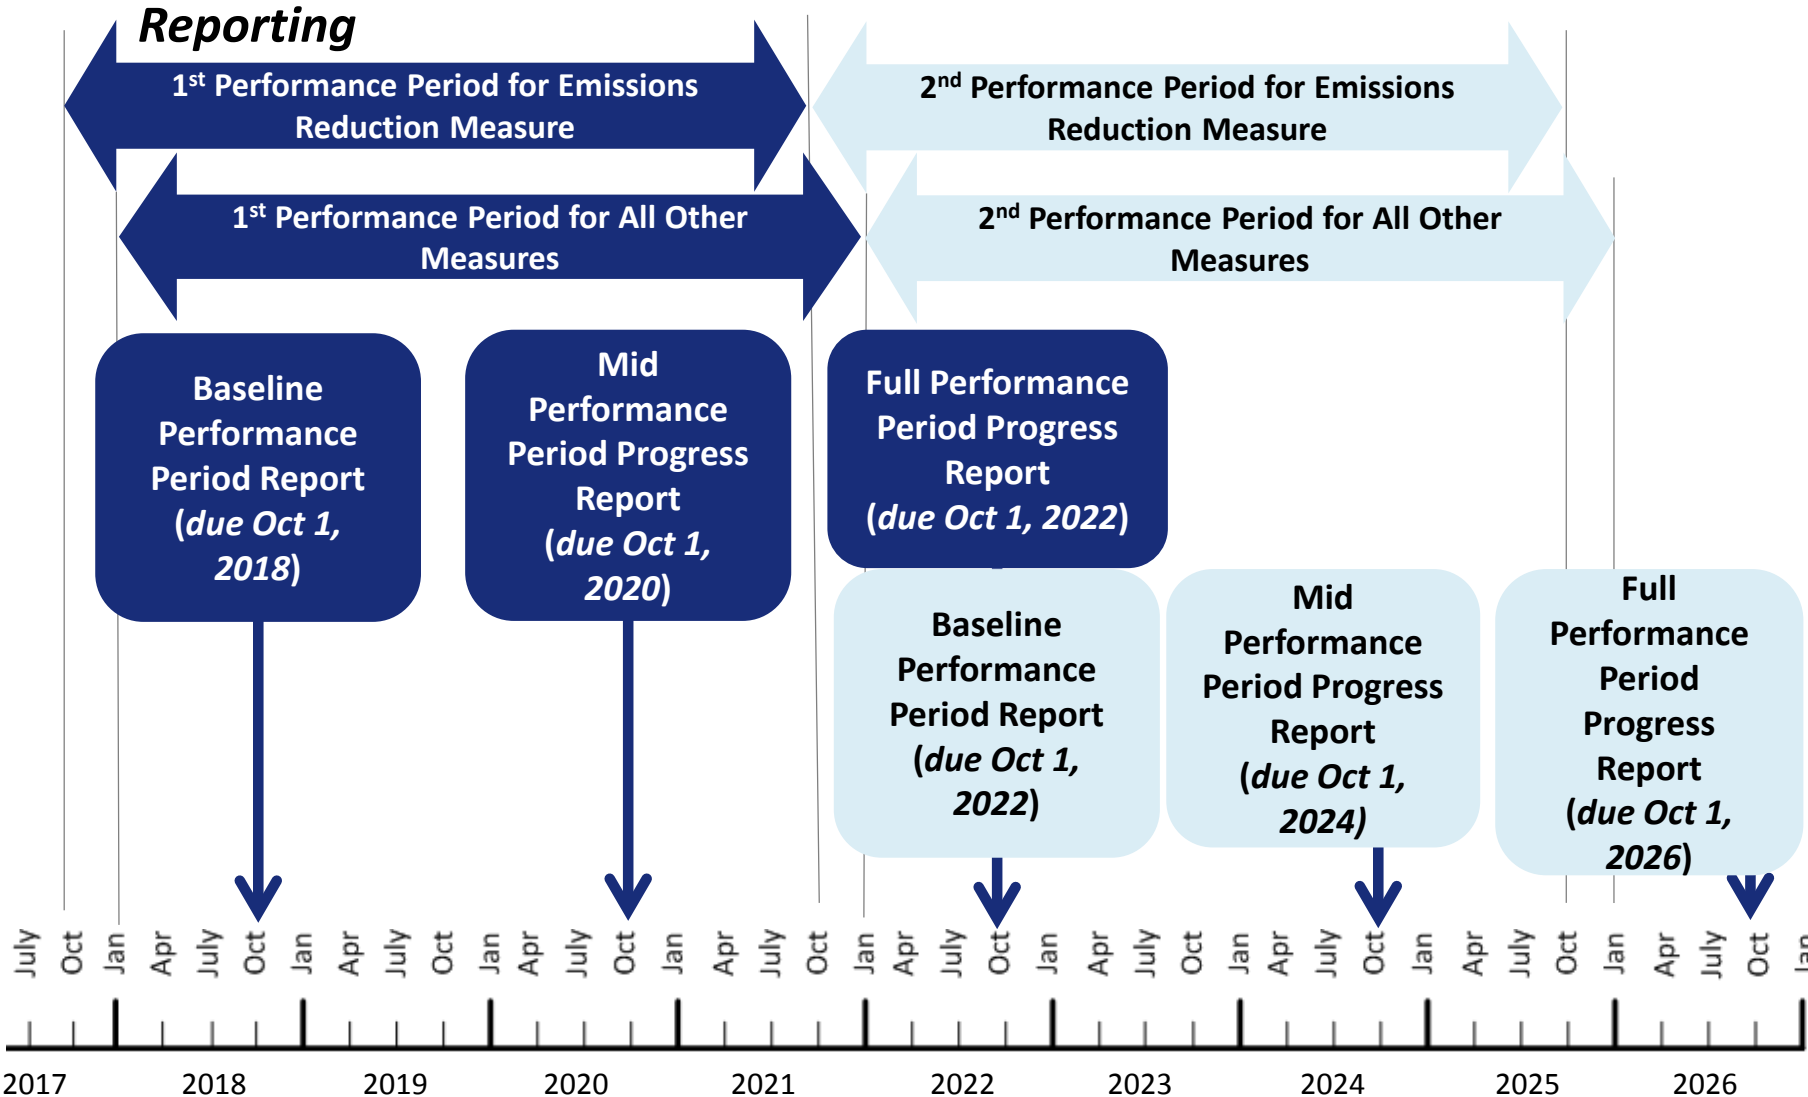 Reporting
1st Performance Period for Emissions
Reduction Measure
2nd Performance Period for Emissions
Reduction Measure
1st Performance Period for All Other
Measures
2nd Performance Period for All Other
Measures
Baseline
Performance
Period Report
(due Oct 1,
2018)
Mid
Performance
Period Progress
Report
(due Oct 1,
2020)
Full Performance
Period Progress
Report
(due Oct 1, 2022)
Baseline
Performance
Period Report
(due Oct 1,
2022)
Mid
Performance
Period Progress
Report
(due Oct 1,
2024)
Full
Performance
Period
Progress
Report
(due Oct 1,
2026)
July Oct Jan Apr July Oct Jan Apr July Oct Jan Apr July Oct Jan Apr July Oct Jan Apr July Oct Jan Apr July Oct Jan Apr July Oct Jan Apr July Oct Jan Apr July Oct Jan
2017 2018 2019 2020 2021 2022 2023 2024 2025 2026